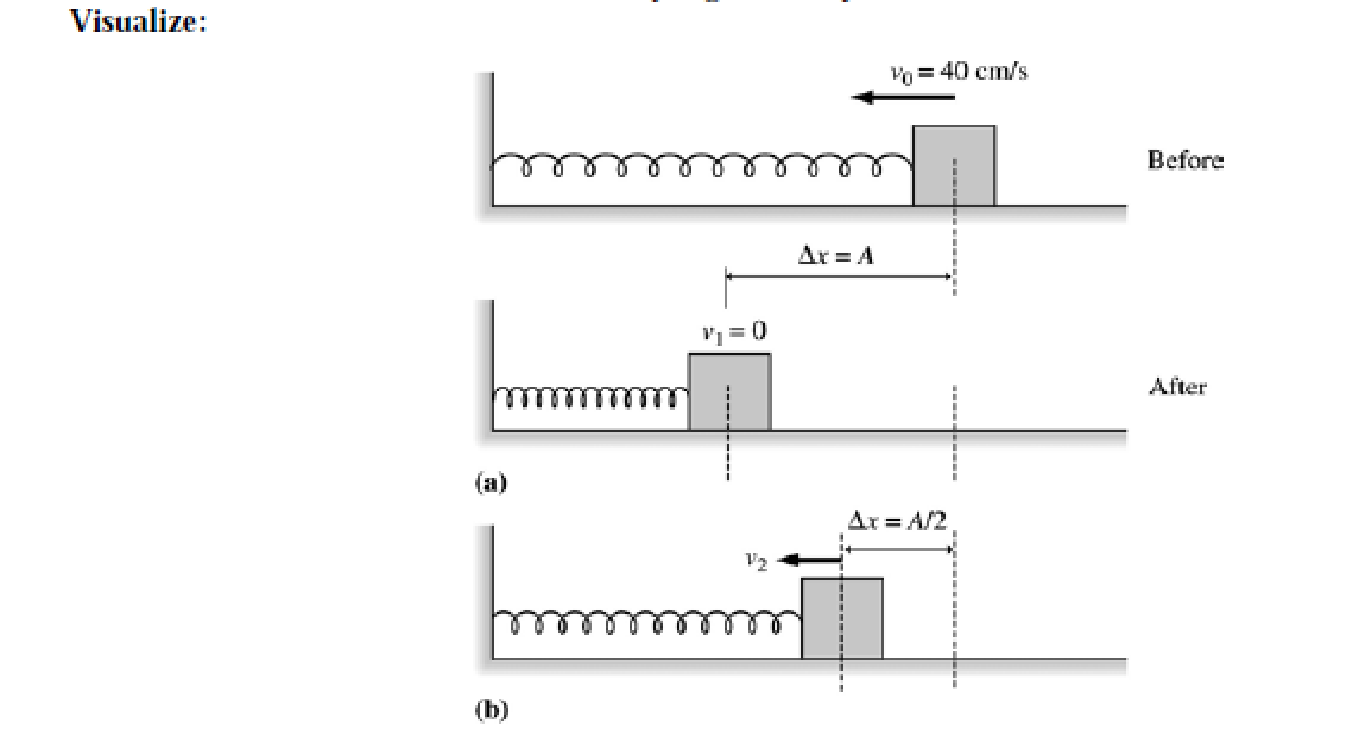 Visualize:
v₀ = 40 cm/s
Before
Δx = A
v₁ = 0
After
(a)
Δx = A/2
v₂
(b)